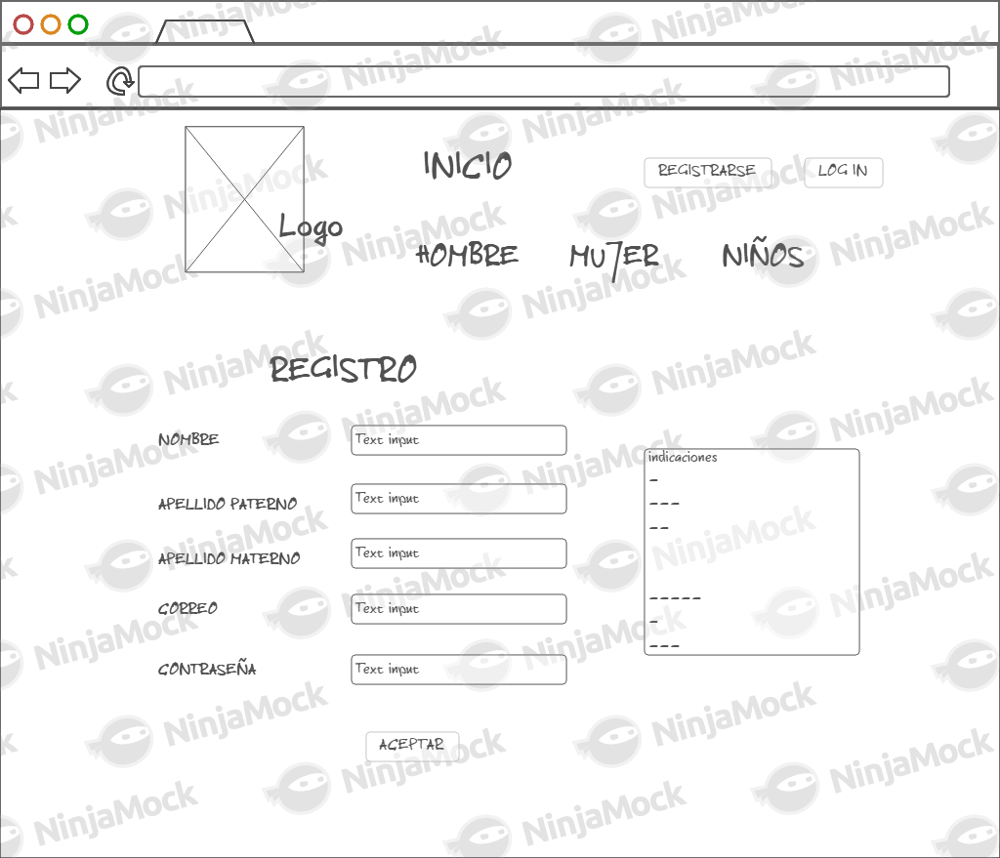 INICIO
REGISTRARSE
LOG IN
Logo
HOMBRE
MUJER
NIÑOS
REGISTRO
NOMBRE
Text input
indicaciones
-
---
--
-----
-
---
APELLIDO PATERNO
Text input
APELLIDO MATERNO
Text input
CORREO
Text input
CONTRASEÑA
Text input
ACEPTAR
NinjaMock